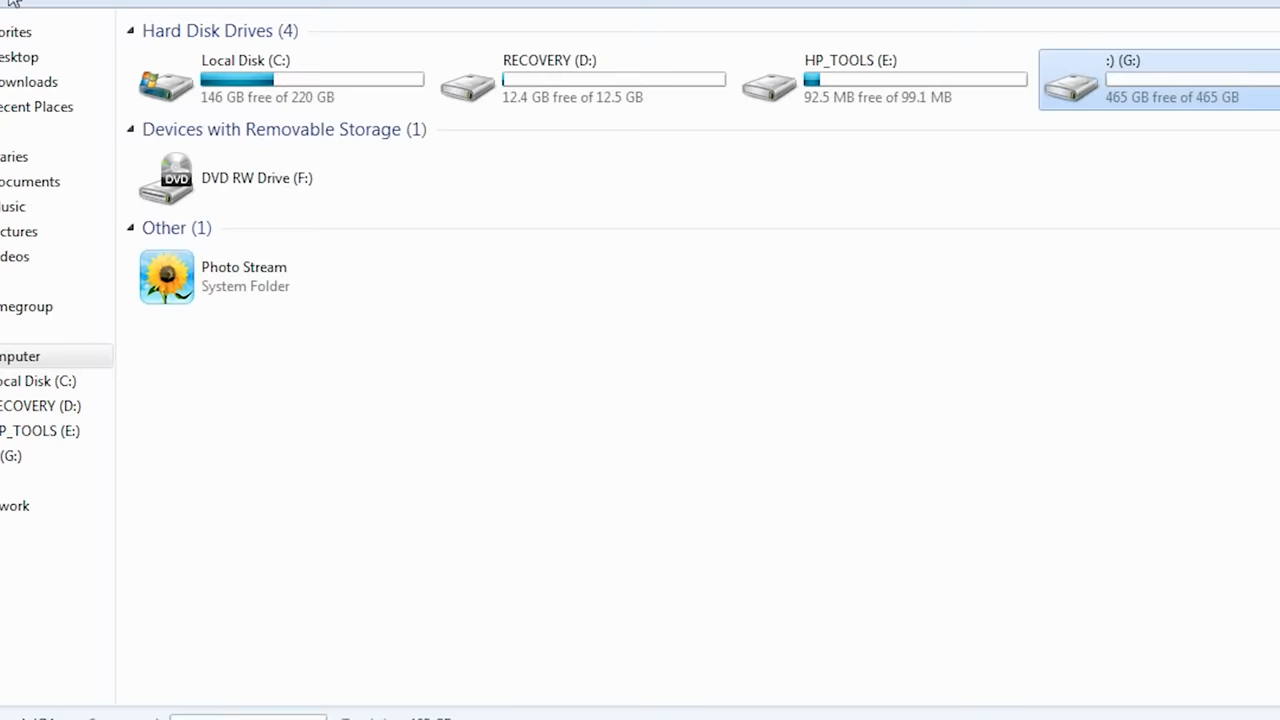 orites
esktop
ownloads
ecent Places
aries
ocuments
usic
ctures
deos
megroup
mputer
ocal Disk (C:)
ECOVERY (D:)
P_TOOLS (E:)
(G:)
work
Hard Disk Drives (4)
Local Disk (C:)
146 GB free of 220 GB
RECOVERY (D:)
12.4 GB free of 12.5 GB
HP_TOOLS (E:)
92.5 MB free of 99.1 MB
:) (G:)
465 GB free of 465 GB
Devices with Removable Storage (1)
DVD
DVD RW Drive (F:)
Other (1)
Photo Stream
System Folder